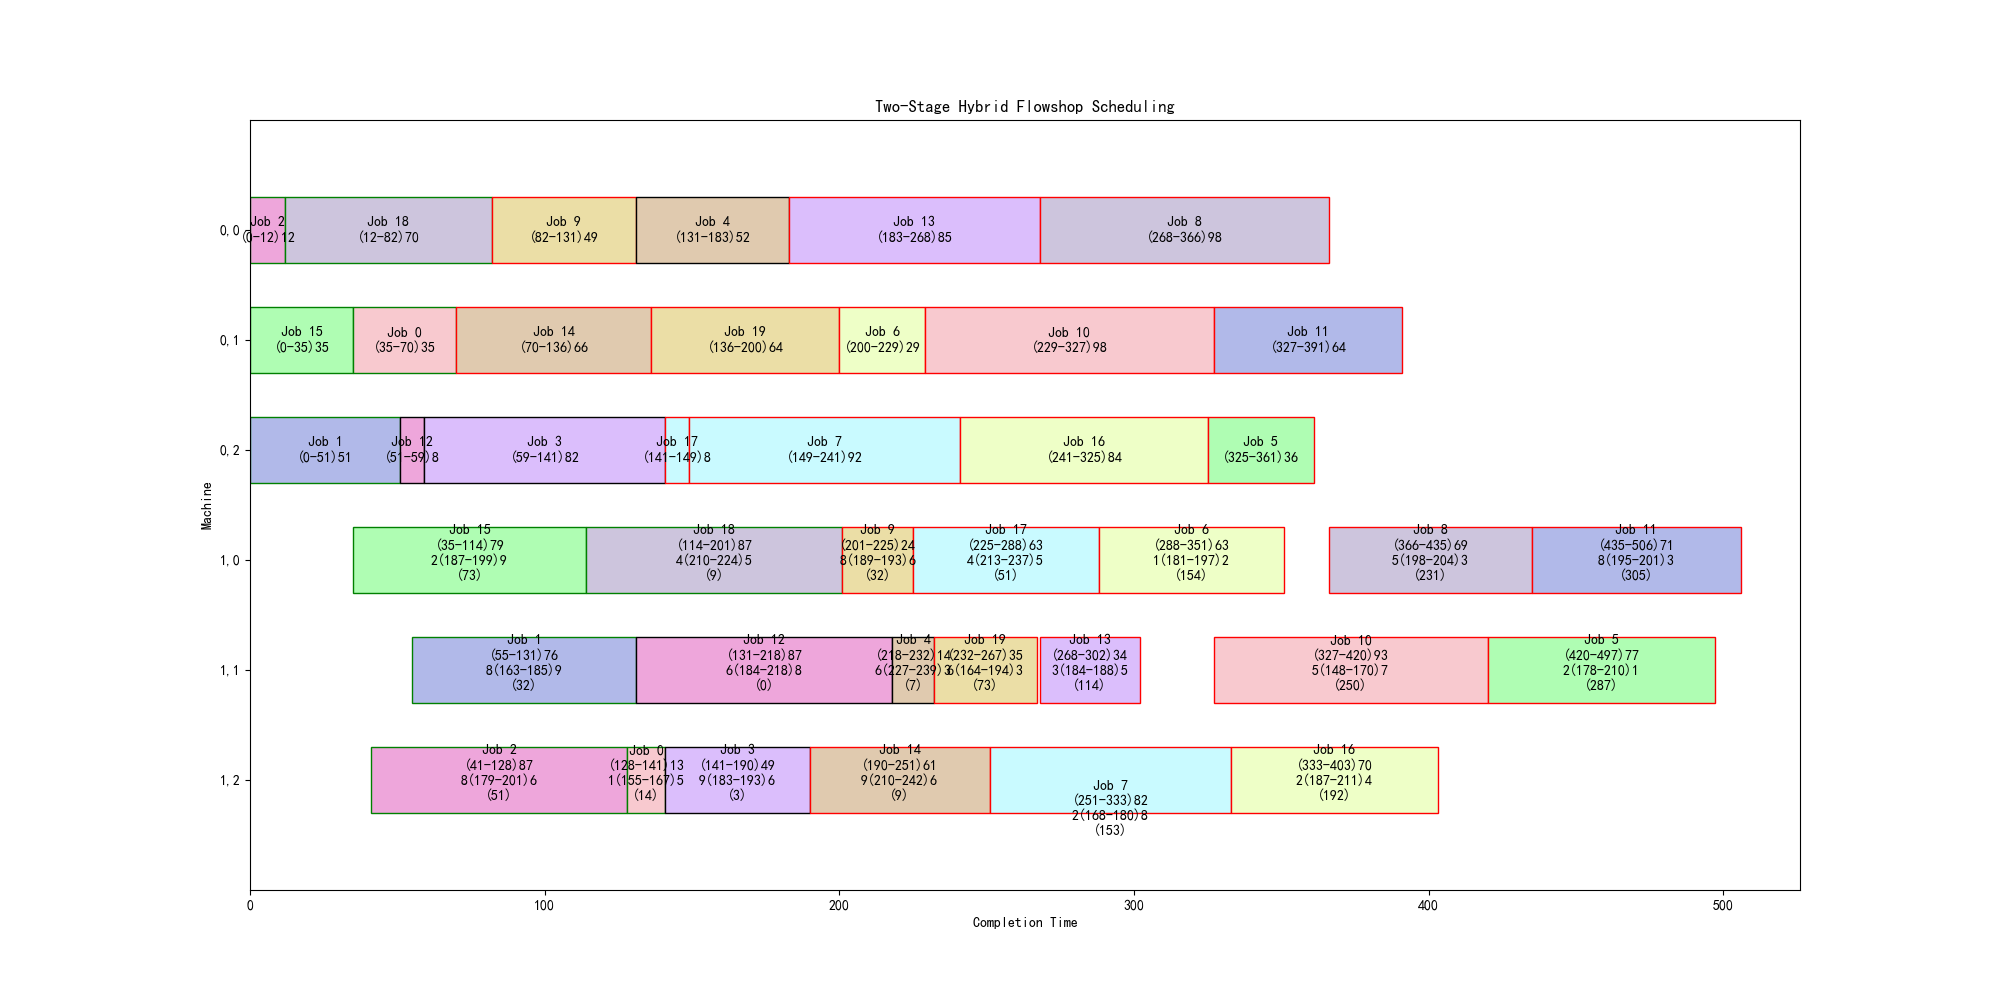 Two-Stage Hybrid Flowshop Scheduling
0,0
Job 2
(0-12)12
Job 18
(12-82)70
Job 9
(82-131)49
Job 4
(131-183)52
Job 13
(183-268)85
Job 8
(268-366)98
0,1
Job 15
(0-35)35
Job 0
(35-70)35
Job 14
(70-136)66
Job 19
(136-200)64
Job 6
(200-229)29
Job 10
(229-327)98
Job 11
(327-391)64
0,2
Job 1
(0-51)51
Job 12
(51-59)8
Job 3
(59-141)82
Job 17
(141-149)8
Job 7
(149-241)92
Job 16
(241-325)84
Job 5
(325-361)36
Machine
1,0
Job 15
(35-114)79
2(187-199)9
(73)
Job 18
(114-201)87
4(210-224)5
(9)
Job 9
(201-225)24
8(189-193)6
(32)
Job 17
(225-288)63
4(213-237)5
(51)
Job 6
(288-351)63
1(181-197)2
(154)
Job 8
(366-435)69
5(198-204)3
(231)
Job 11
(435-506)71
8(195-201)3
(305)
1,1
Job 1
(55-131)76
8(163-185)9
(32)
Job 12
(131-218)87
6(184-218)8
(0)
Job 4
(218-232)14
6(227-239)3
(7)
Job 19
(232-267)35
6(164-194)3
(73)
Job 13
(268-302)34
3(184-188)5
(114)
Job 10
(327-420)93
5(148-170)7
(250)
Job 5
(420-497)77
2(178-210)1
(287)
1,2
Job 2
(41-128)87
8(179-201)6
(51)
Job 0
(128-141)13
1(155-167)5
(14)
Job 3
(141-190)49
9(183-193)6
(3)
Job 14
(190-251)61
9(210-242)6
(9)
Job 7
(251-333)82
2(168-180)8
(153)
Job 16
(333-403)70
2(187-211)4
(192)
0 100 200 300 400 500
Completion Time